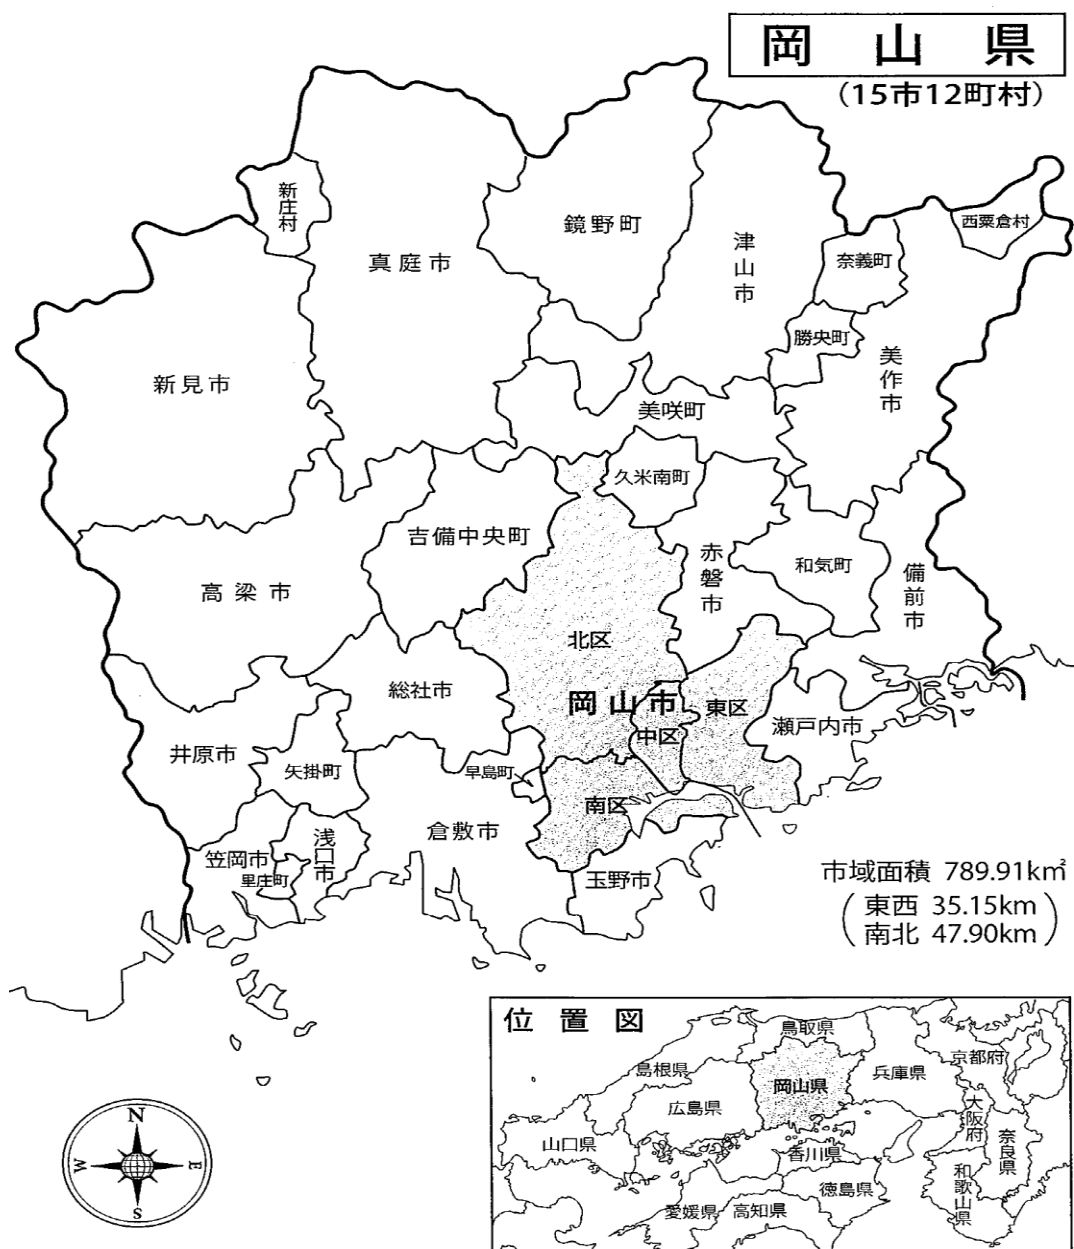 岡山県
(15市12町村)
新庄村
真庭市
鏡野町
津山市
奈義町
西粟倉村
勝央町
美作市
新見市
美咲町
久米南町
吉備中央町
赤磐市
和気町
備前市
高梁市
北区
総社市
岡山市
東区
中区
瀬戸内市
井原市
矢掛町
早島町
南区
倉敷市
浅口市
笠岡市
里庄町
玉野市
市域面積 789.91km²
(東西 35.15km
南北 47.90km)
位置図
鳥取県
島根県
岡山県
兵庫県
京都府
広島県
大阪府
奈良県
山口県
香川県
和歌山県
徳島県
愛媛県
高知県
N
W
E
S